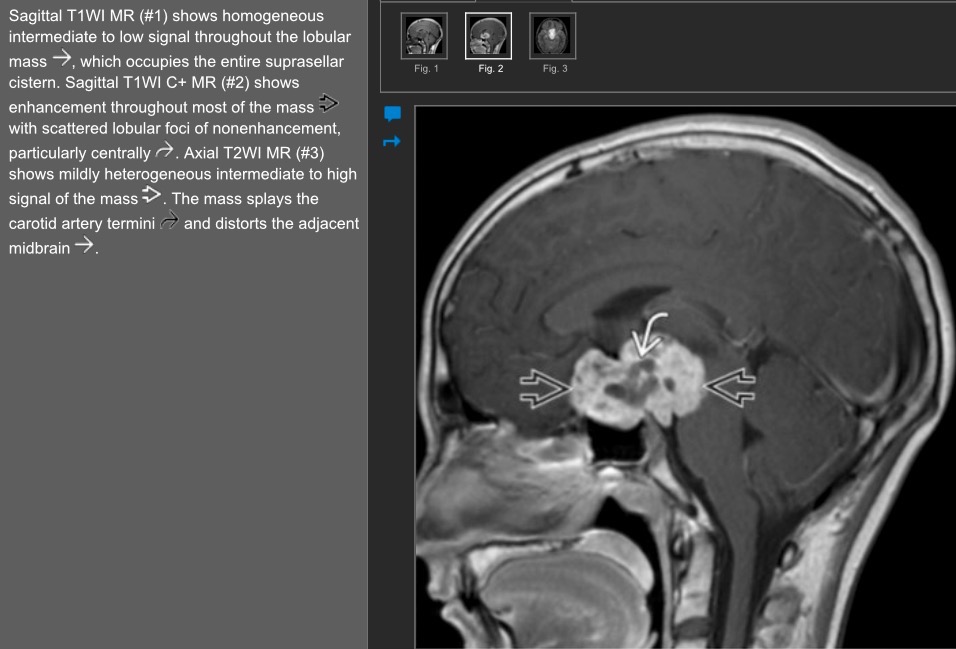 Sagittal T1WI MR (#1) shows homogeneous
intermediate to low signal throughout the lobular
mass →, which occupies the entire suprasellar
cistern. Sagittal T1WI C+ MR (#2) shows
enhancement throughout most of the mass
with scattered lobular foci of nonenhancement,
particularly centrally . Axial T2WI MR (#3)
shows mildly heterogeneous intermediate to high
signal of the mass . The mass splays the
carotid artery termini and distorts the adjacent
midbrain →.
Fig. 1
Fig. 2
Fig. 3